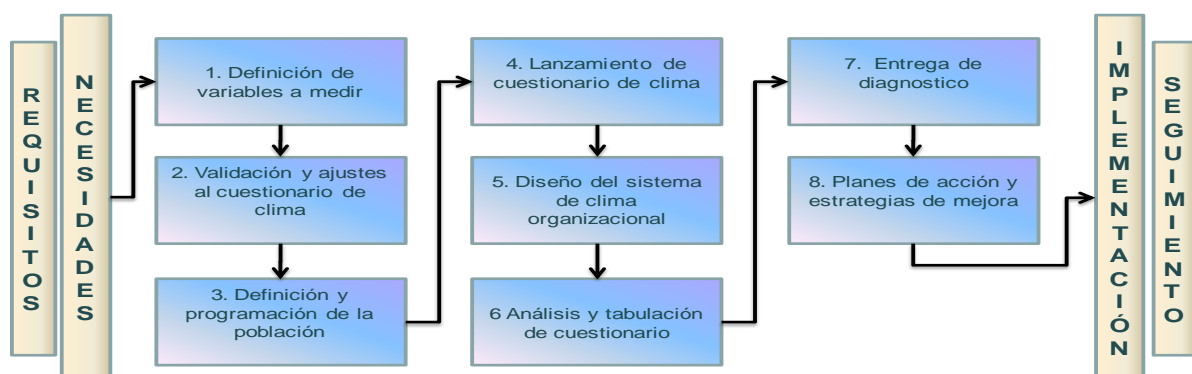 REQUISITOS
NECESIDADES
1. Definición de
variables a medir
2. Validación y ajustes
al cuestionario de
clima
3. Definición y
programación de la
población
4. Lanzamiento de
cuestionario de clima
5. Diseño del sistema
de clima
organizacional
6 Análisis y tabulación
de cuestionario
7. Entrega de
diagnostico
8. Planes de acción y
estrategias de mejora
IMPLEMENTACIÓN
SEGUIMIENTO